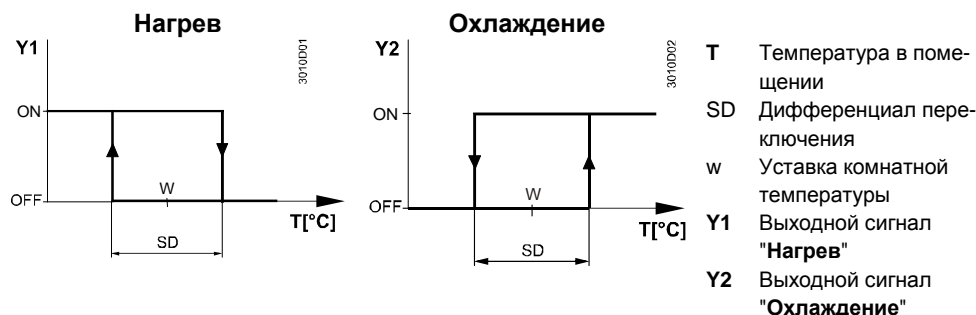 Нагрев
Y1
3010D01
ON
OFF
W
T[°C]
SD
Охлаждение
Y2
3010D02
ON
OFF
W
T[°C]
SD
T Температура в поме-
щении
SD Дифференциал пере-
ключения
w Уставка комнатной
температуры
Y1 Выходной сигнал
"Нагрев"
Y2 Выходной сигнал
"Охлаждение"